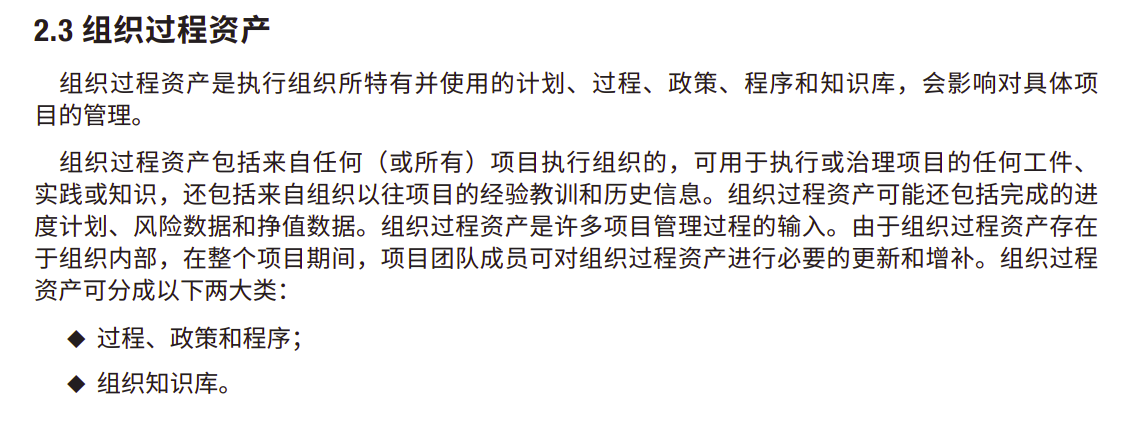 2.3 组织过程资产
组织过程资产是执行组织所特有并使用的计划、过程、政策、程序和知识库，会影响对具体项
目的管理。
组织过程资产包括来自任何（或所有）项目执行组织的，可用于执行或治理项目的任何工件、
实践或知识，还包括来自组织以往项目的经验教训和历史信息。组织过程资产可能还包括完成的进
度计划、风险数据和挣值数据。组织过程资产是许多项目管理过程的输入。由于组织过程资产存在
于组织内部，在整个项目期间，项目团队成员可对组织过程资产进行必要的更新和增补。组织过程
资产可分成以下两大类：
◆ 过程、政策和程序；
◆ 组织知识库。